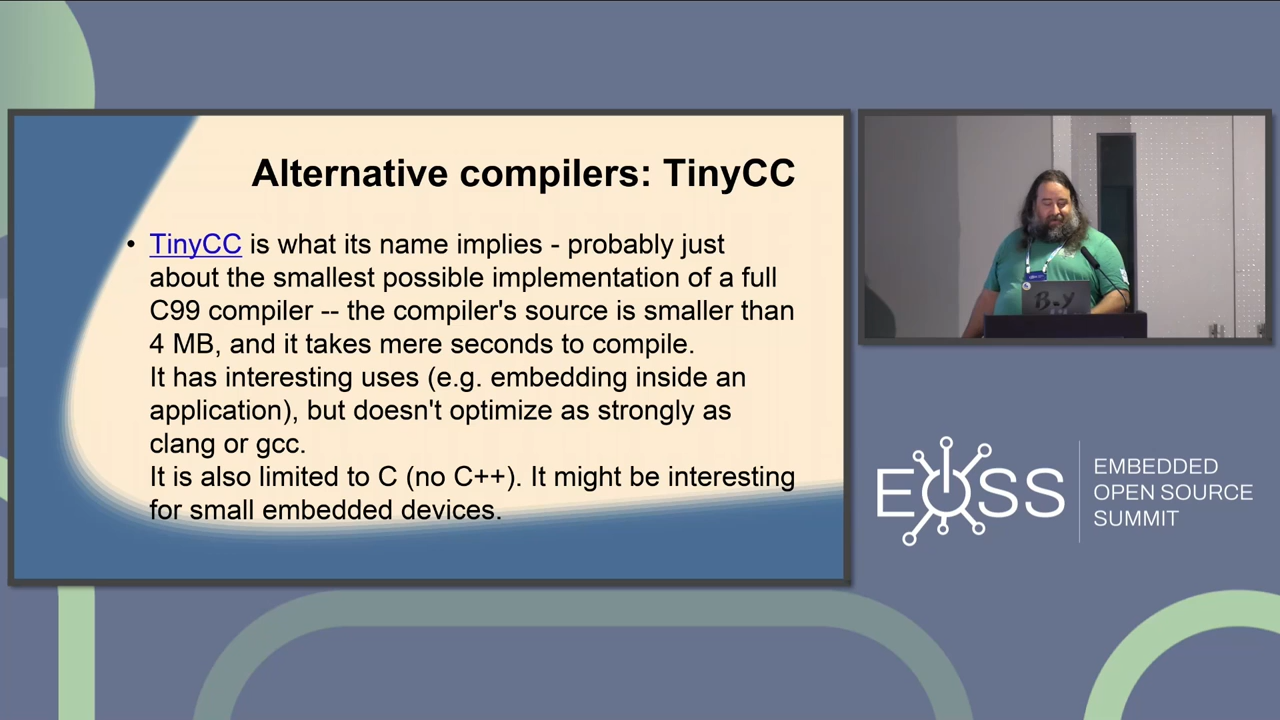 Alternative compilers: TinyCC
• TinyCC is what its name implies - probably just
about the smallest possible implementation of a full
C99 compiler -- the compiler's source is smaller than
4 MB, and it takes mere seconds to compile.
It has interesting uses (e.g. embedding inside an
application), but doesn't optimize as strongly as
clang or gcc.
It is also limited to C (no C++). It might be interesting
for small embedded devices.
EOSS
EMBEDDED
OPEN SOURCE
SUMMIT